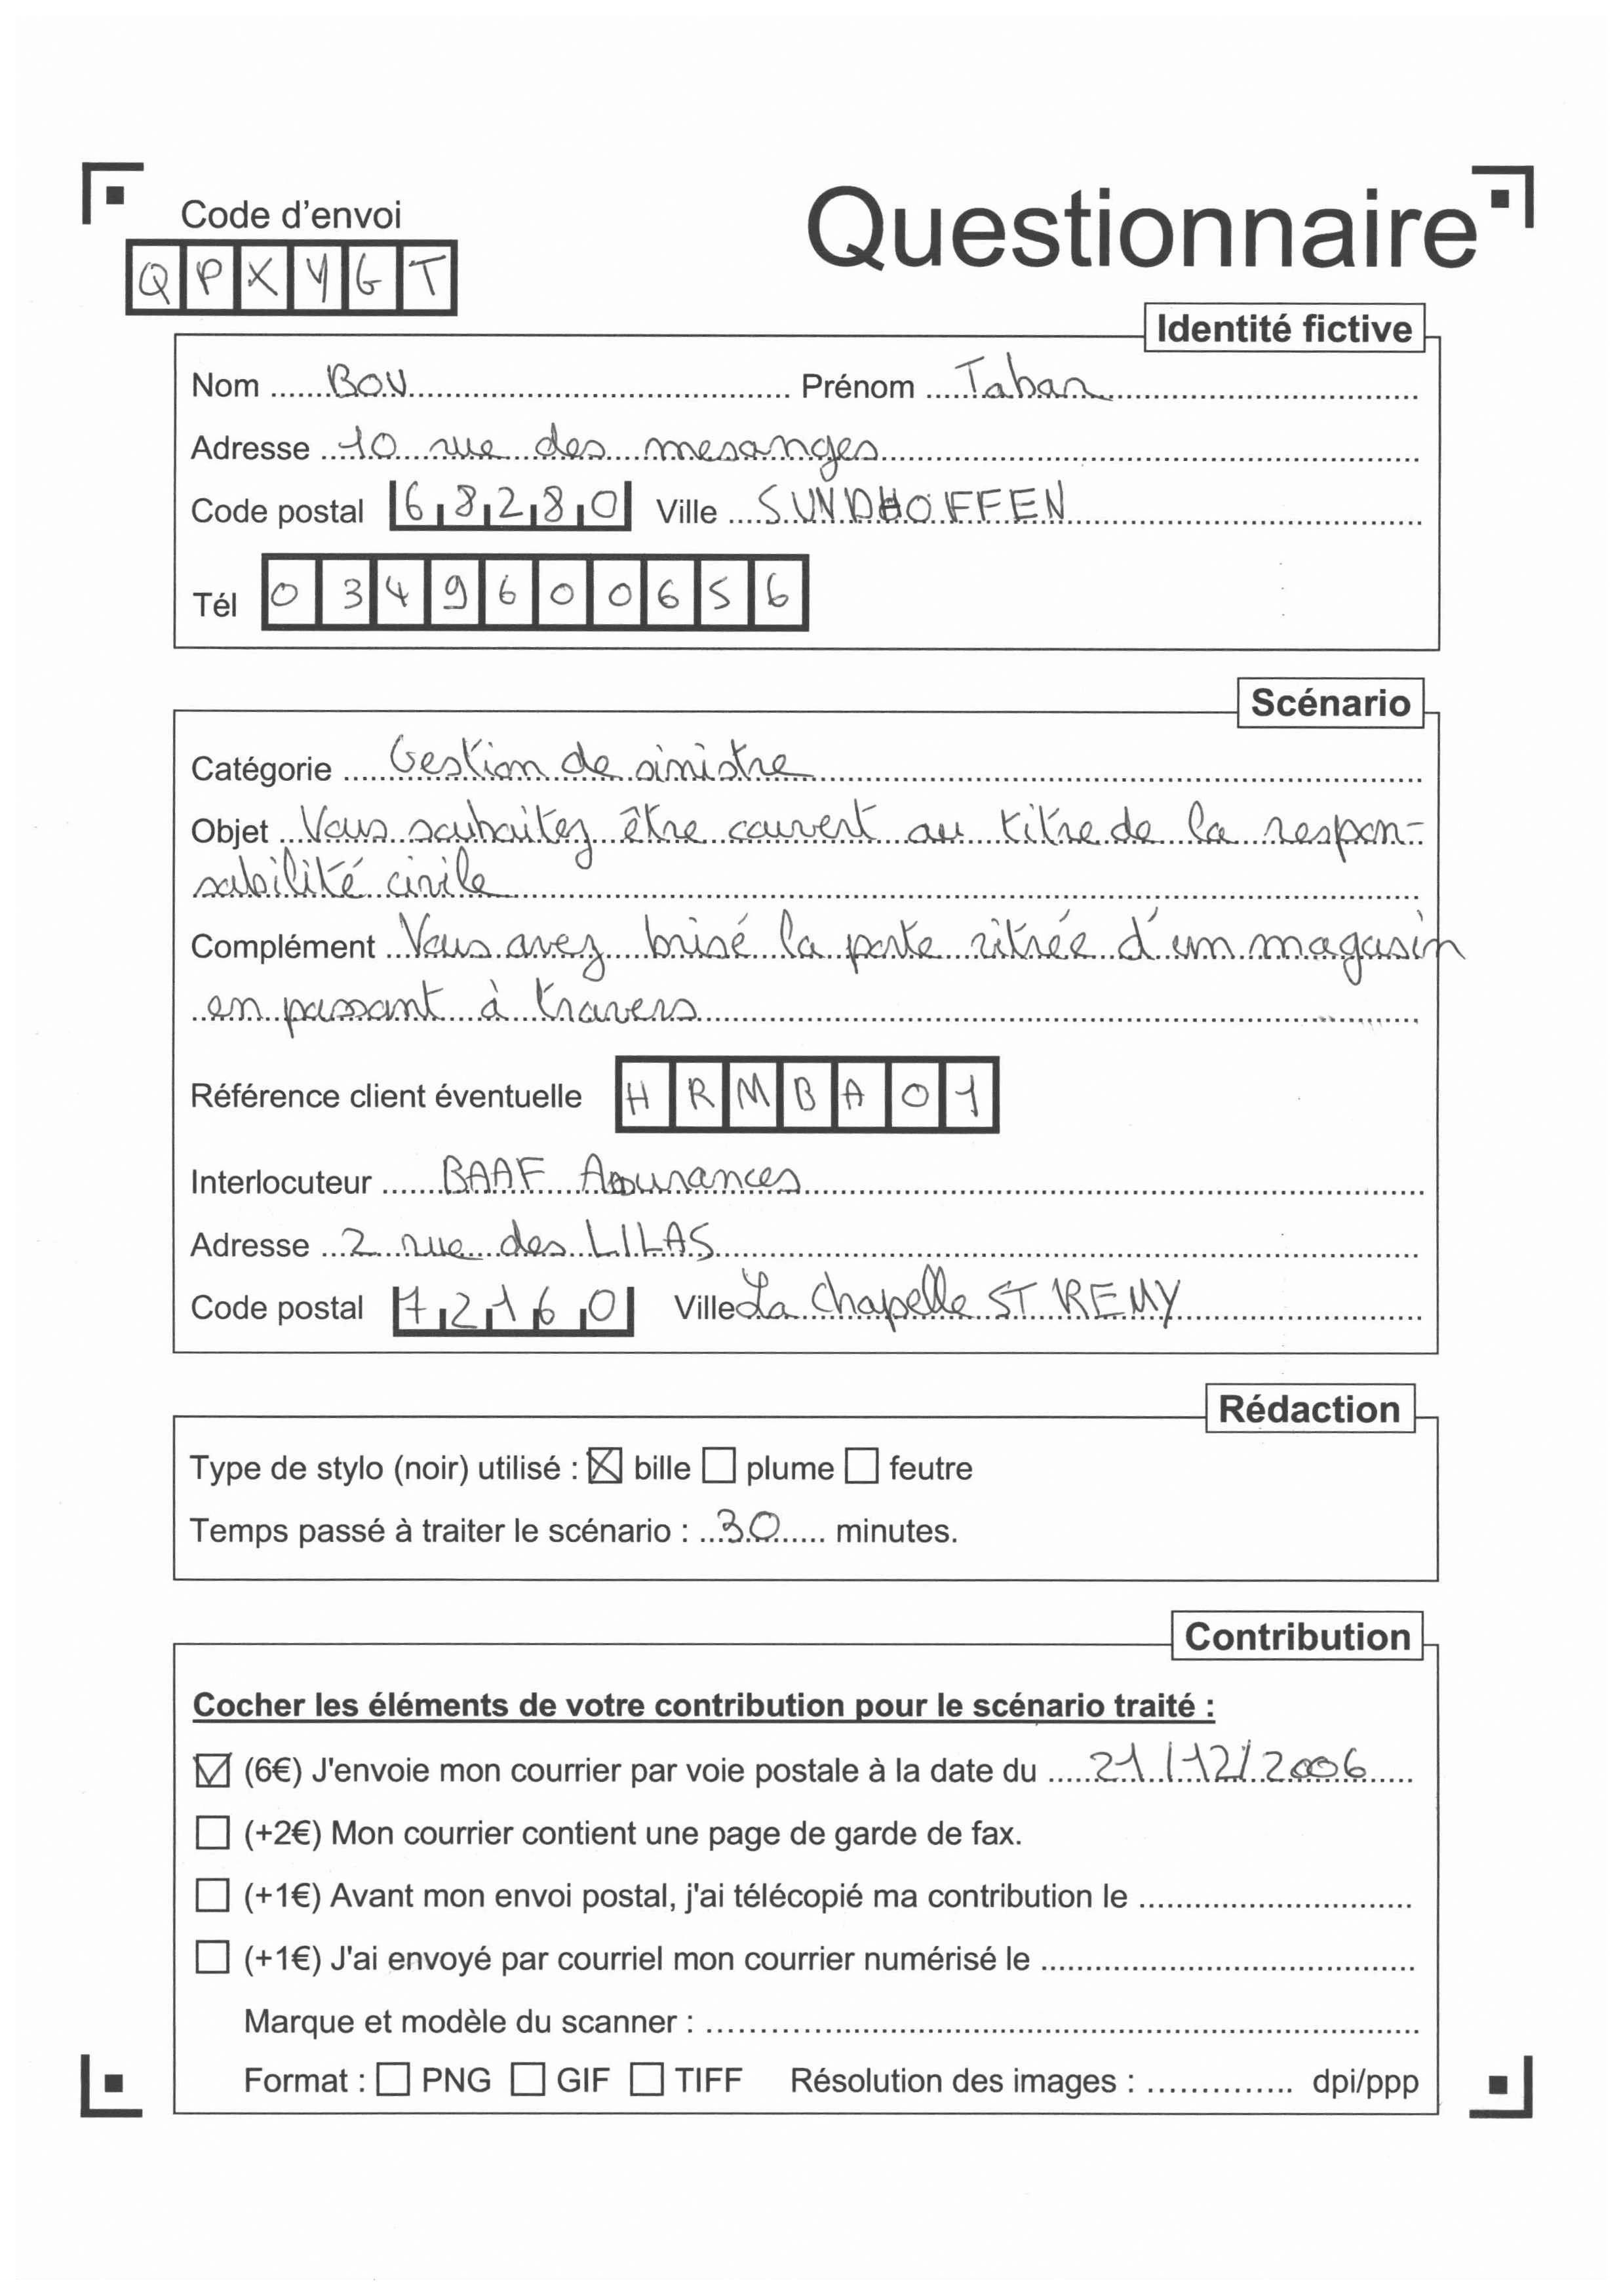 Code d'envoi
Questionnaire
QPXYGT
Identité fictive
Nom BOU Prénom Taban
Adresse 10 rue des mesanges
Code postal 68280 Ville SUNDHOFFEN
Tél 0349600656
Scénario
Catégorie Gestion de sinistre
Objet Vous souhaitez être couvert au titre de la respon-
sabilité civile
Complément Vous avez brisé la porte vitrée d'un magasin
en passant à travers
Référence client éventuelle HRMBA01
Interlocuteur BAAF Assurances
Adresse 2 rue des LILAS
Code postal 72160 Ville La Chapelle ST REMY
Rédaction
Type de stylo (noir) utilisé : ☒ bille ☐ plume ☐ feutre
Temps passé à traiter le scénario : 30 minutes.
Contribution
Cocher les éléments de votre contribution pour le scénario traité :
☑ (6€) J'envoie mon courrier par voie postale à la date du 21/12/2006
☐ (+2€) Mon courrier contient une page de garde de fax.
☐ (+1€) Avant mon envoi postal, j'ai télécopié ma contribution le
☐ (+1€) J'ai envoyé par courriel mon courrier numérisé le
Marque et modèle du scanner :
Format : ☐ PNG ☐ GIF ☐ TIFF Résolution des images : dpi/ppp